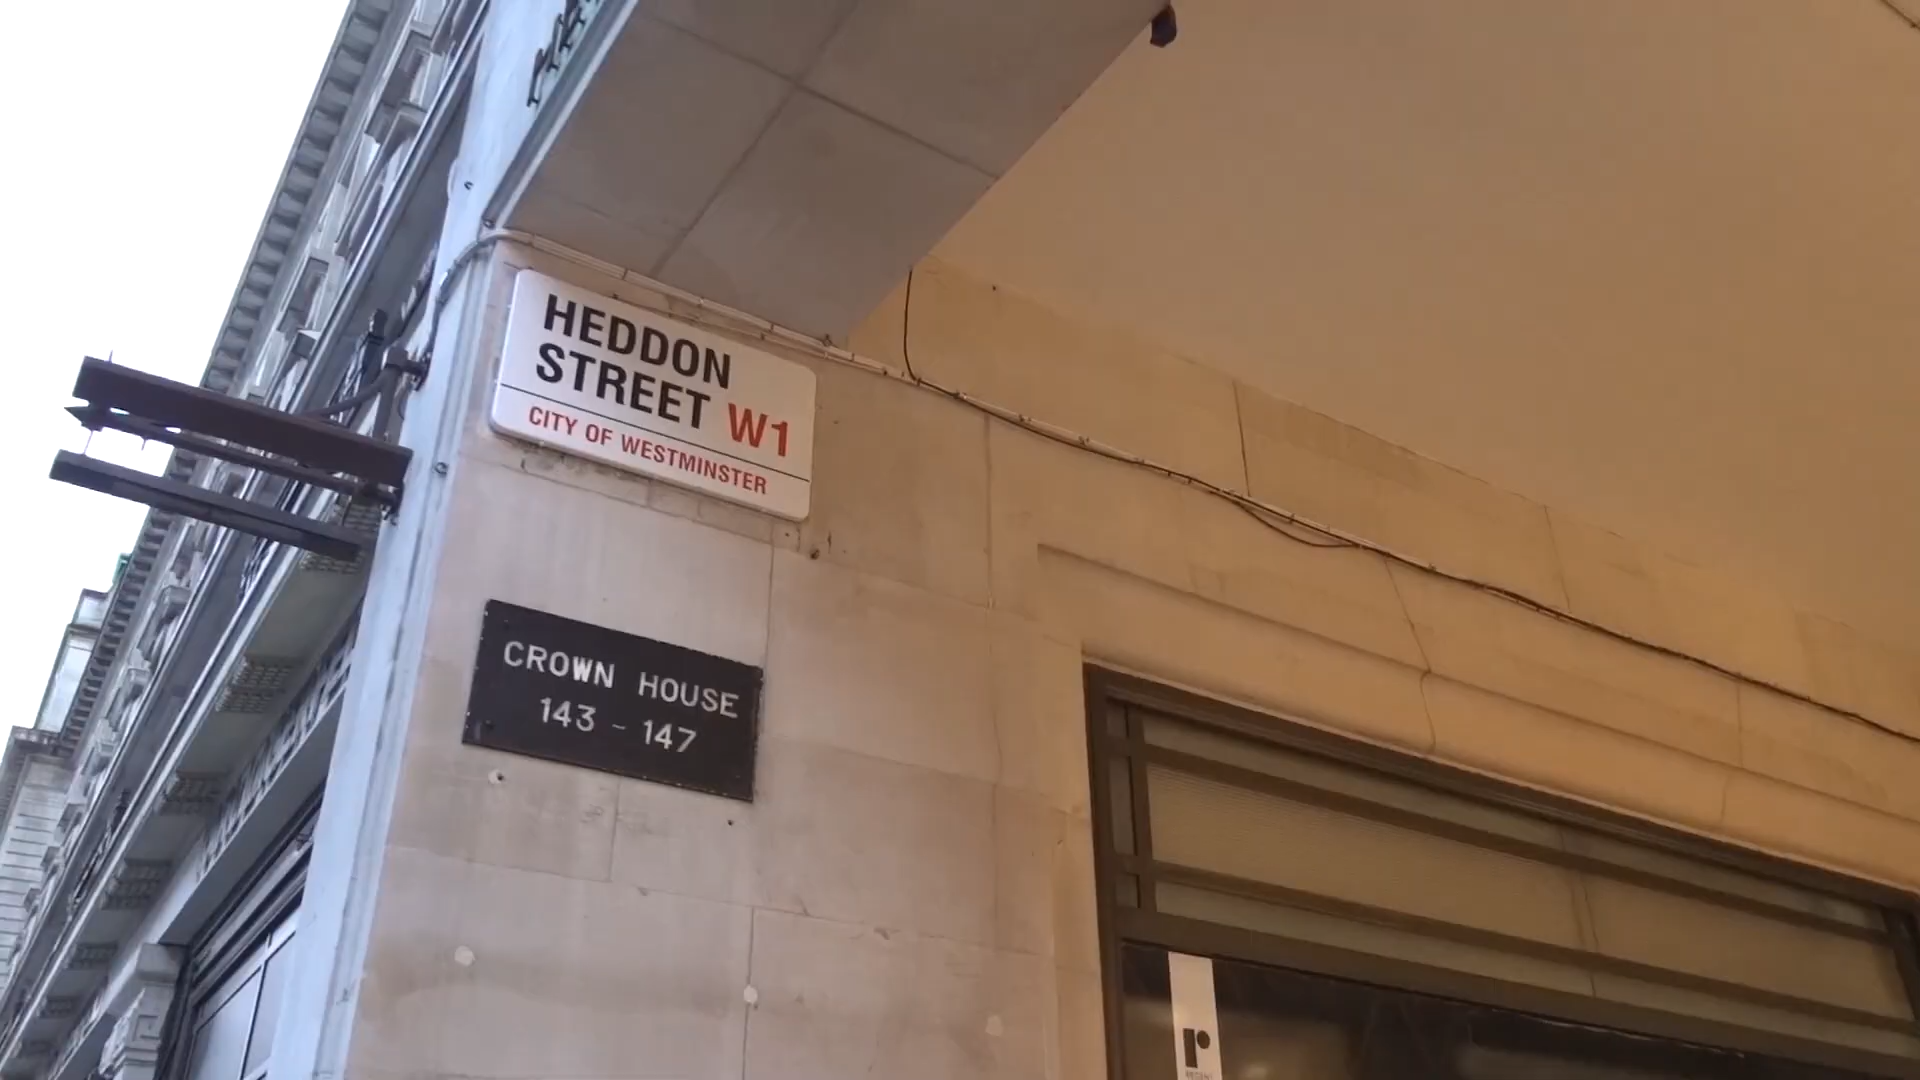 HEDDON
STREET W1
CITY OF WESTMINSTER
CROWN HOUSE
143 - 147
r